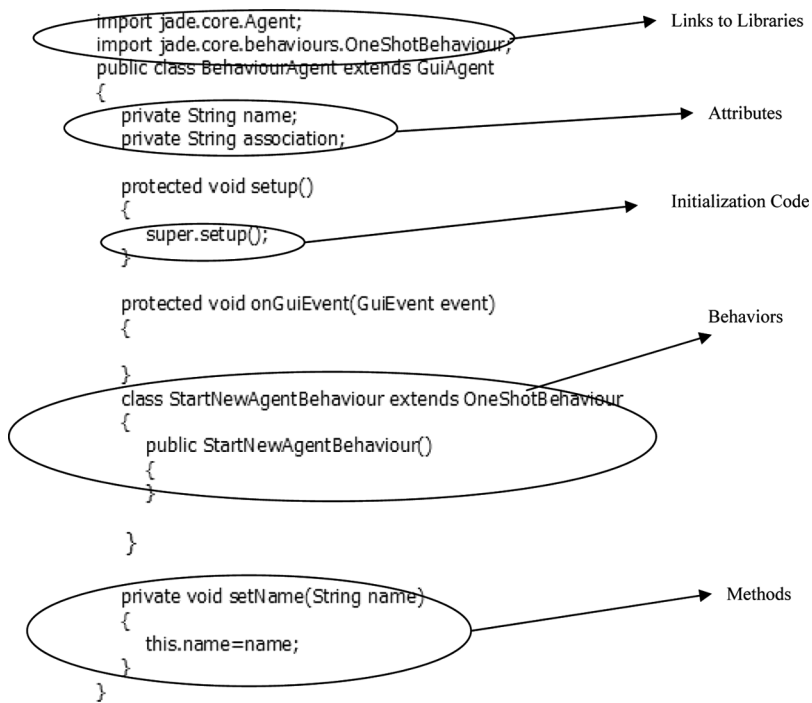 import jade.core.Agent;
import jade.core.behaviours.OneShotBehaviour;
public class BehaviourAgent extends GuiAgent
{
private String name;
private String association;
protected void setup()
{
super.setup();
}
protected void onGuiEvent(GuiEvent event)
{
}
class StartNewAgentBehaviour extends OneShotBehaviour
{
public StartNewAgentBehaviour()
{
}
}
private void setName(String name)
{
this.name=name;
}
}
Links to Libraries
Attributes
Initialization Code
Behaviors
Methods